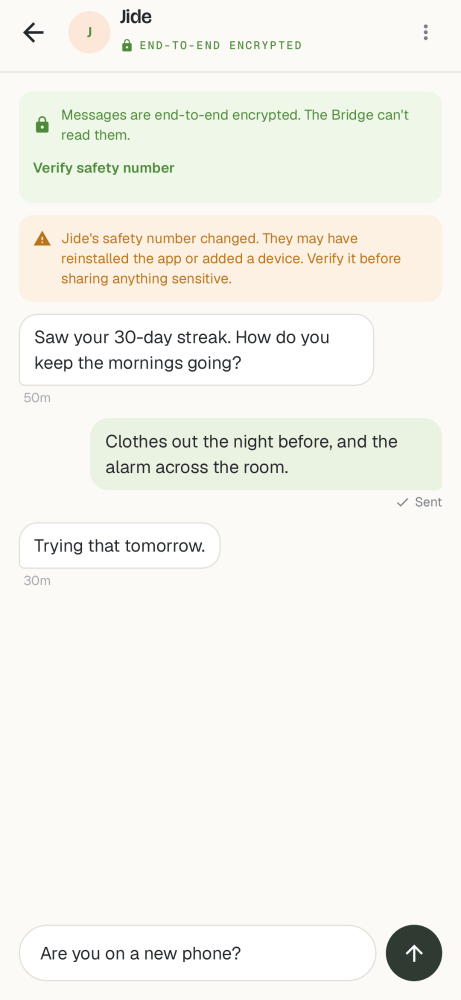 Jide
END-TO-END ENCRYPTED
J
Messages are end-to-end encrypted. The Bridge can't
read them.
Verify safety number
Jide's safety number changed. They may have
reinstalled the app or added a device. Verify it before
sharing anything sensitive.
Saw your 30-day streak. How do you
keep the mornings going?
50m
Clothes out the night before, and the
alarm across the room.
Sent
Trying that tomorrow.
30m
Are you on a new phone?